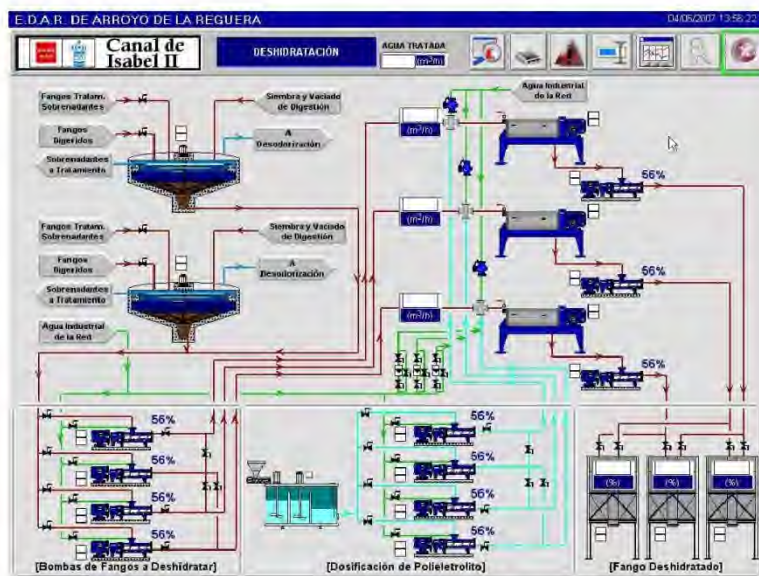 E.D.A.R. DE ARROYO DE LA REGUERA
04/06/2007 13:56:22
Canal de
Isabel II
DESHIDRATACIÓN
AGUA TRATADA
(m³/h)
Fangos Tratam.
Sobrenadantes
Siembra y Vaciado
de Digestión
Fangos
Digeridos
A
Desodorización
Sobrenadantes
a Tratamiento
Agua Industrial
de la Red
(m³/h)
56%
Fangos Tratam.
Sobrenadantes
Siembra y Vaciado
de Digestión
Fangos
Digeridos
A
Desodorización
Sobrenadantes
a Tratamiento
(m³/h)
56%
Agua Industrial
de la Red
(m³/h)
56%
56%
56%
56%
56%
56%
56%
56%
56%
(%)
(%)
(%)
[Bombas de Fangos a Deshidratar]
[Dosificación de Polieletrolito]
[Fango Deshidratado]